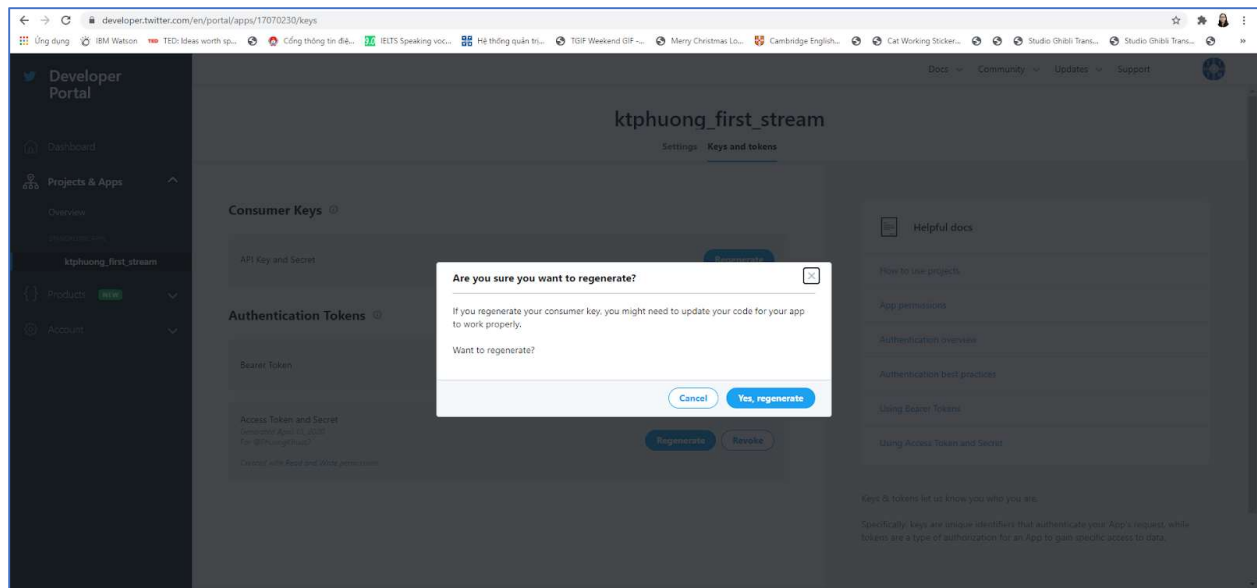 developer.twitter.com/en/portal/apps/17070230/keys
Ứng dụng IBM Watson TED: Ideas worth sp... Cổng thông tin điệ... IELTS Speaking voc... Hệ thống quản trị... TGIF Weekend GIF -... Merry Christmas Lo... Cambridge English... Cat Working Sticker... Studio Ghibli Trans... Studio Ghibli Trans... »
Developer
Portal
Docs Community Updates Support
ktphuong_first_stream
Settings Keys and tokens
Dashboard
Projects & Apps
Overview
ktphuong_first_stream
Products NEW
Account
Consumer Keys
API Key and Secret
Regenerate
Authentication Tokens
Bearer Token
Access Token and Secret
Regenerate Revoke
Created with Read and Write permissions
Are you sure you want to regenerate?
If you regenerate your consumer key, you might need to update your code for your app
to work properly.
Want to regenerate?
Cancel Yes, regenerate
Helpful docs
How to use projects
App permissions
Authentication overview
Authentication best practices
Using Bearer Tokens
Using Access Token and Secret
Keys & tokens let us know you who you are.
Specifically, keys are unique identifiers that authenticate your App's request, while
tokens are a type of authorization for an App to gain specific access to data.